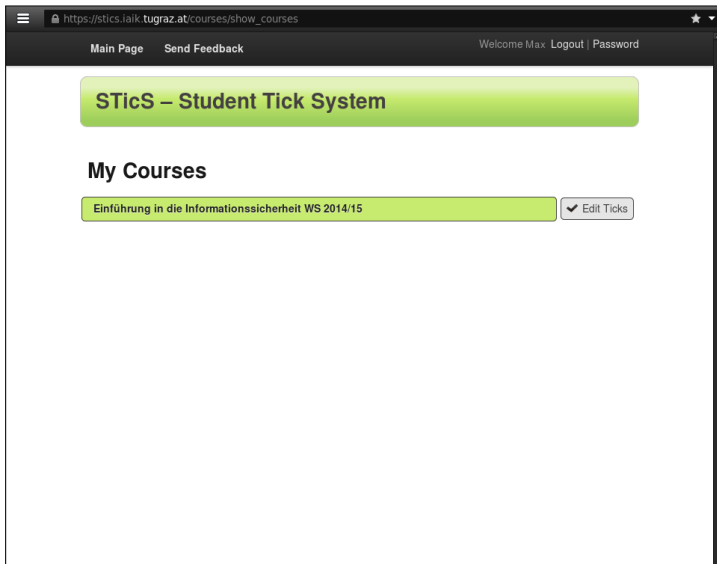 https://stics.iaik.tugraz.at/courses/show_courses
Main Page Send Feedback Welcome Max Logout | Password
STicS – Student Tick System
My Courses
Einführung in die Informationssicherheit WS 2014/15 Edit Ticks